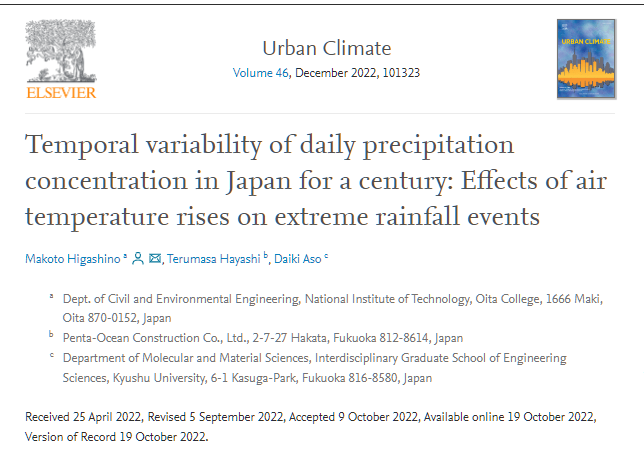 Urban Climate
Volume 46, December 2022, 101323
ELSEVIER
URBAN CLIMATE
Temporal variability of daily precipitation
concentration in Japan for a century: Effects of air
temperature rises on extreme rainfall events
Makoto Higashino a, Terumasa Hayashi b, Daiki Aso c
a Dept. of Civil and Environmental Engineering, National Institute of Technology, Oita College, 1666 Maki,
Oita 870-0152, Japan
b Penta-Ocean Construction Co., Ltd., 2-7-27 Hakata, Fukuoka 812-8614, Japan
c Department of Molecular and Material Sciences, Interdisciplinary Graduate School of Engineering
Sciences, Kyushu University, 6-1 Kasuga-Park, Fukuoka 816-8580, Japan
Received 25 April 2022, Revised 5 September 2022, Accepted 9 October 2022, Available online 19 October 2022,
Version of Record 19 October 2022.